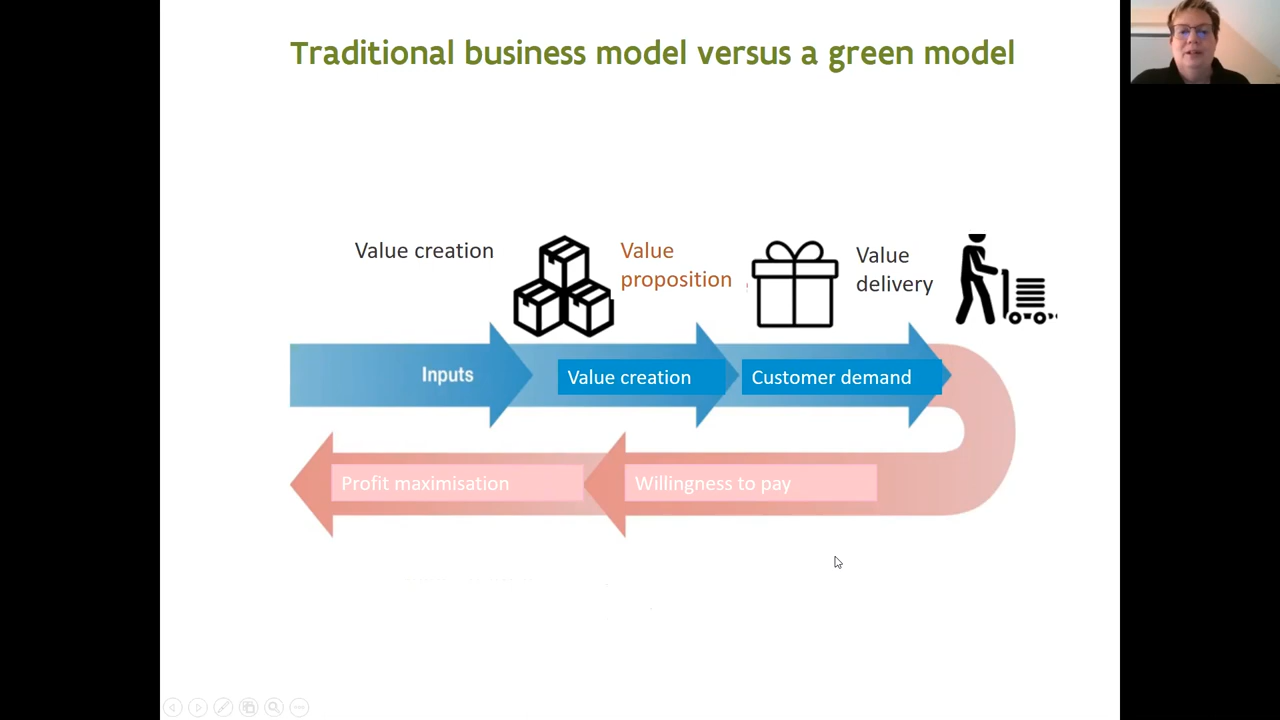 Traditional business model versus a green model
Value creation
Value
proposition
Value
delivery
Inputs
Value creation
Customer demand
Profit maximisation
Willingness to pay